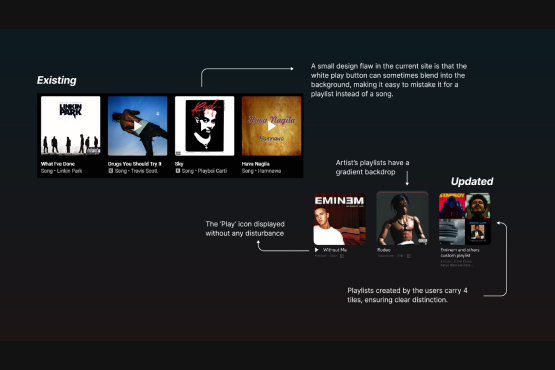 A small design flaw in the current site is that the
white play button can sometimes blend into the
background, making it easy to mistake it for a
playlist instead of a song.
Existing
LINKIN
PARK
Hava Nagila
Hamnawa
What I've Done
Song • Linkin Park
Drugs You Should Try It
Song • Travis Scott
Sky
Song • Playboi Carti
Hava Naglia
Song • Hamnawa
Artist's playlists have a
gradient backdrop
Updated
EMINEM
The 'Play' icon displayed
without any disturbance
Without Me
Rodeo
Eminem and others
custom playlist
Playlists created by the users carry 4
tiles, ensuring clear distinction.